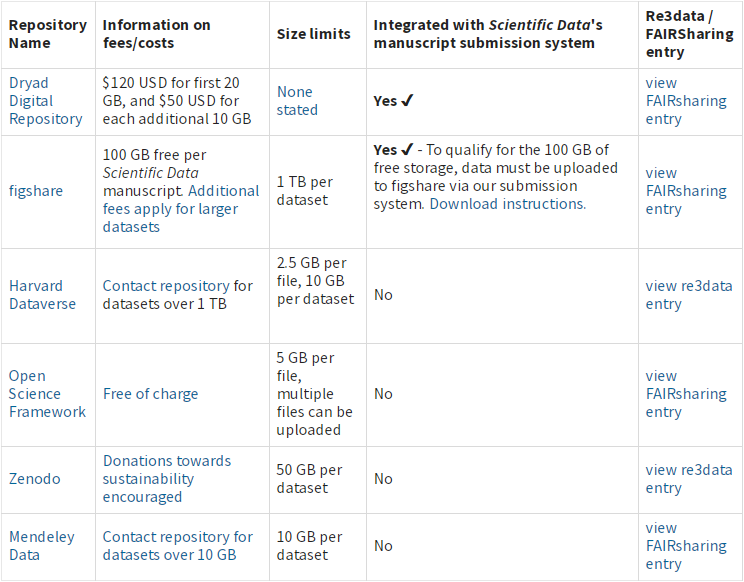 Repository
Name
Information on
fees/costs
Size limits
Integrated with Scientific Data's
manuscript submission system
Re3data /
FAIRSharing
entry
Dryad
Digital
Repository
$120 USD for first 20
GB, and $50 USD for
each additional 10 GB
None
stated
Yes ✔
view
FAIRsharing
entry
figshare
100 GB free per
Scientific Data
manuscript. Additional
fees apply for larger
datasets
1 TB per
dataset
Yes ✔ - To qualify for the 100 GB of
free storage, data must be uploaded
to figshare via our submission
system. Download instructions.
view
FAIRsharing
entry
Harvard
Dataverse
Contact repository for
datasets over 1 TB
2.5 GB per
file, 10 GB
per dataset
No
view re3data
entry
Open
Science
Framework
Free of charge
5 GB per
file,
multiple
files can be
uploaded
No
view
FAIRsharing
entry
Zenodo
Donations towards
sustainability
encouraged
50 GB per
dataset
No
view re3data
entry
Mendeley
Data
Contact repository for
datasets over 10 GB
10 GB per
dataset
No
view
FAIRsharing
entry